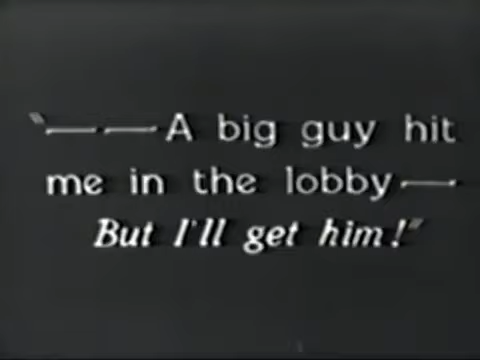 "— — A big guy hit
me in the lobby —
But I'll get him!"